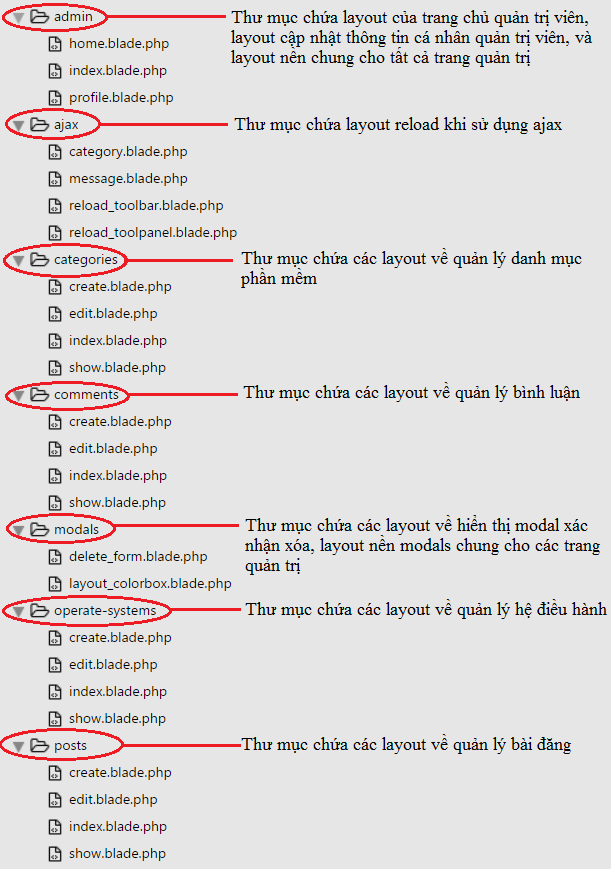 admin
Thư mục chứa layout của trang chủ quản trị viên,
layout cập nhật thông tin cá nhân quản trị viên, và
layout nền chung cho tất cả trang quản trị
home.blade.php
index.blade.php
profile.blade.php
ajax
Thư mục chứa layout reload khi sử dụng ajax
category.blade.php
message.blade.php
reload_toolbar.blade.php
reload_toolpanel.blade.php
categories
Thư mục chứa các layout về quản lý danh mục
phần mềm
create.blade.php
edit.blade.php
index.blade.php
show.blade.php
comments
Thư mục chứa các layout về quản lý bình luận
create.blade.php
edit.blade.php
index.blade.php
show.blade.php
modals
Thư mục chứa các layout về hiển thị modal xác
nhận xóa, layout nền modals chung cho các trang
quản trị
delete_form.blade.php
layout_colorbox.blade.php
operate-systems
Thư mục chứa các layout về quản lý hệ điều hành
create.blade.php
edit.blade.php
index.blade.php
show.blade.php
posts
Thư mục chứa các layout về quản lý bài đăng
create.blade.php
edit.blade.php
index.blade.php
show.blade.php